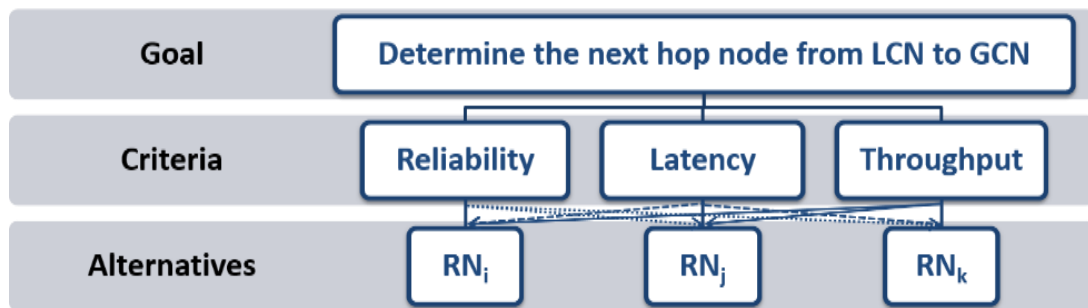 Goal
Determine the next hop node from LCN to GCN
Criteria
Reliability
Latency
Throughput
Alternatives
RNi
RNj
RNk